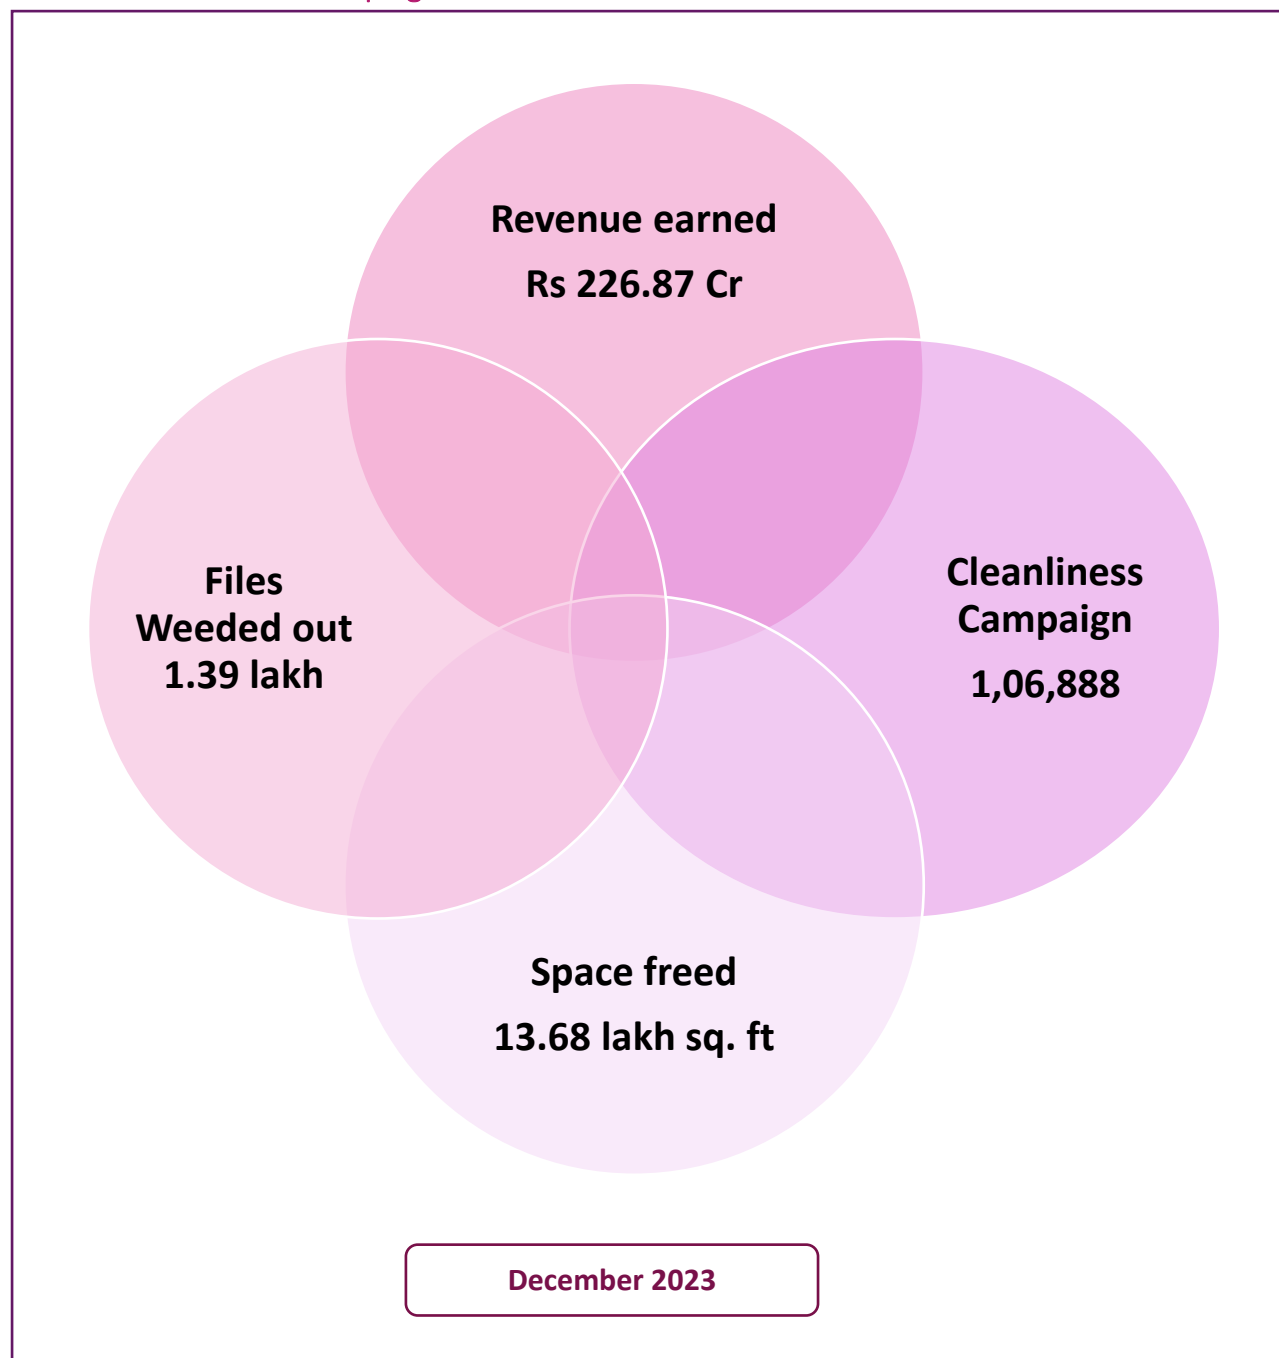 Revenue earned
Rs 226.87 Cr
Files
Weeded out
1.39 lakh
Cleanliness
Campaign
1,06,888
Space freed
13.68 lakh sq. ft
December 2023